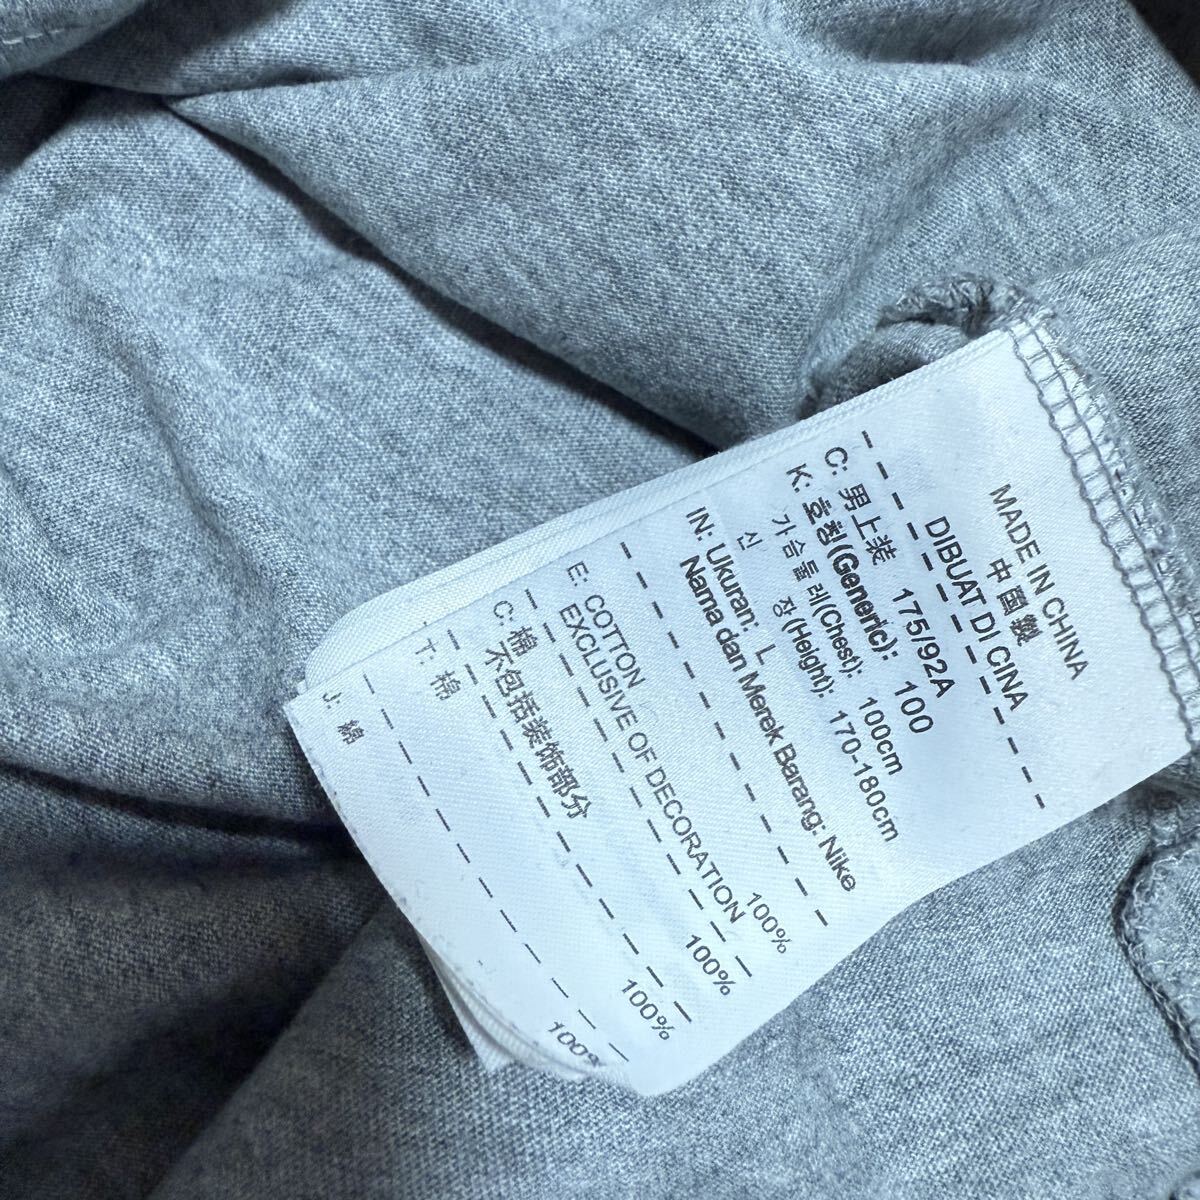 MADE IN CHINA
中国製
DIBUAT DI CINA
C: 男上装 175/92A
K: 호칭(Generic): 100
가슴둘레(Chest): 100cm
신 장(Height): 170-180cm
IN: Ukuran: L
Nama dan Merek Barang: Nike
E: COTTON 100%
EXCLUSIVE OF DECORATION
C: 棉 100%
不包括装饰部分
T: 棉 100%
J: 綿 100%